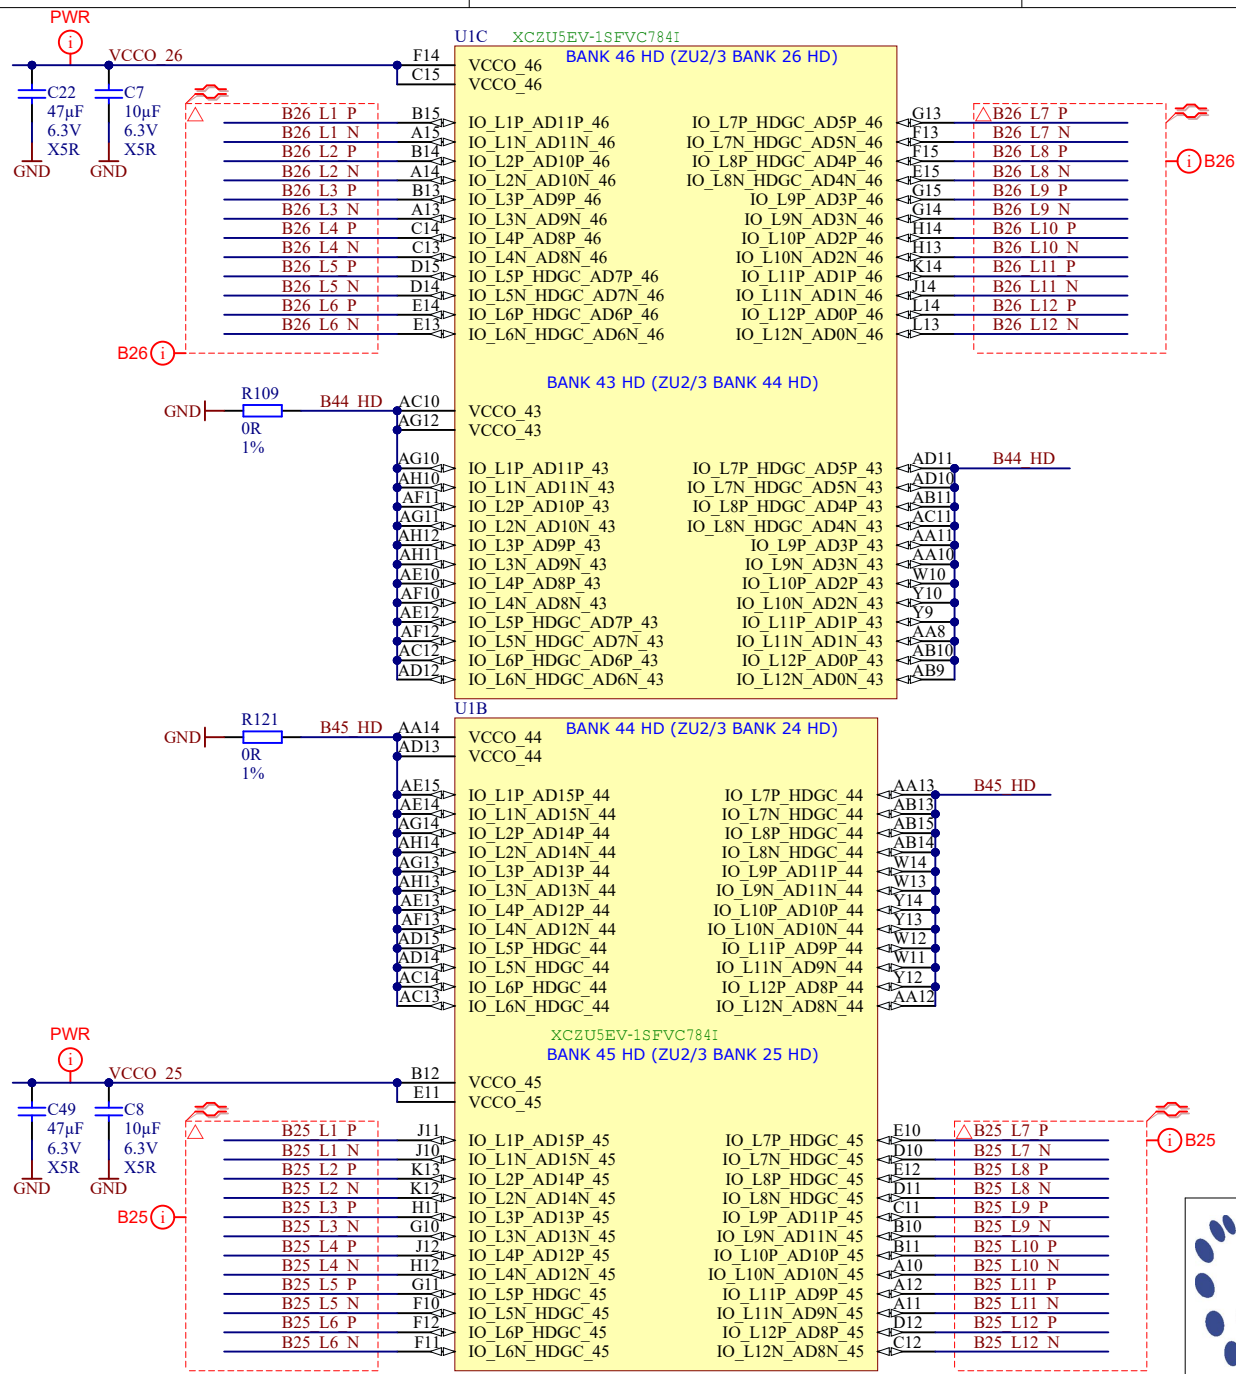 PWR
VCCO_26
C22
47µF
6.3V
X5R
GND
C7
10µF
6.3V
X5R
GND
U1C XCZU5EV-1SFVC784I
BANK 46 HD (ZU2/3 BANK 26 HD)
F14 VCCO_46
C15 VCCO_46
B26_L1_P B15 IO_L1P_AD11P_46 IO_L7P_HDGC_AD5P_46 G13 B26_L7_P
B26_L1_N A15 IO_L1N_AD11N_46 IO_L7N_HDGC_AD5N_46 F13 B26_L7_N
B26_L2_P B14 IO_L2P_AD10P_46 IO_L8P_HDGC_AD4P_46 F15 B26_L8_P
B26_L2_N A14 IO_L2N_AD10N_46 IO_L8N_HDGC_AD4N_46 E15 B26_L8_N
B26_L3_P B13 IO_L3P_AD9P_46 IO_L9P_AD3P_46 G15 B26_L9_P
B26_L3_N A13 IO_L3N_AD9N_46 IO_L9N_AD3N_46 G14 B26_L9_N
B26_L4_P C14 IO_L4P_AD8P_46 IO_L10P_AD2P_46 H14 B26_L10_P
B26_L4_N C13 IO_L4N_AD8N_46 IO_L10N_AD2N_46 H13 B26_L10_N
B26_L5_P D15 IO_L5P_HDGC_AD7P_46 IO_L11P_AD1P_46 K14 B26_L11_P
B26_L5_N D14 IO_L5N_HDGC_AD7N_46 IO_L11N_AD1N_46 J14 B26_L11_N
B26_L6_P E14 IO_L6P_HDGC_AD6P_46 IO_L12P_AD0P_46 L14 B26_L12_P
B26_L6_N E13 IO_L6N_HDGC_AD6N_46 IO_L12N_AD0N_46 L13 B26_L12_N
B26 i
i B26
BANK 43 HD (ZU2/3 BANK 44 HD)
GND R109 0R 1% B44_HD
AC10 VCCO_43
AG12 VCCO_43
AG10 IO_L1P_AD11P_43 IO_L7P_HDGC_AD5P_43 AD11 B44_HD
AH10 IO_L1N_AD11N_43 IO_L7N_HDGC_AD5N_43 AD10
AF11 IO_L2P_AD10P_43 IO_L8P_HDGC_AD4P_43 AB11
AG11 IO_L2N_AD10N_43 IO_L8N_HDGC_AD4N_43 AC11
AH12 IO_L3P_AD9P_43 IO_L9P_AD3P_43 AA11
AH11 IO_L3N_AD9N_43 IO_L9N_AD3N_43 AA10
AE10 IO_L4P_AD8P_43 IO_L10P_AD2P_43 W10
AF10 IO_L4N_AD8N_43 IO_L10N_AD2N_43 Y10
AE12 IO_L5P_HDGC_AD7P_43 IO_L11P_AD1P_43 Y9
AF12 IO_L5N_HDGC_AD7N_43 IO_L11N_AD1N_43 AA8
AC12 IO_L6P_HDGC_AD6P_43 IO_L12P_AD0P_43 AB10
AD12 IO_L6N_HDGC_AD6N_43 IO_L12N_AD0N_43 AB9
U1B
BANK 44 HD (ZU2/3 BANK 24 HD)
GND R121 0R 1% B45_HD
AA14 VCCO_44
AD13 VCCO_44
AE15 IO_L1P_AD15P_44 IO_L7P_HDGC_44 AA13 B45_HD
AE14 IO_L1N_AD15N_44 IO_L7N_HDGC_44 AB13
AG14 IO_L2P_AD14P_44 IO_L8P_HDGC_44 AB15
AH14 IO_L2N_AD14N_44 IO_L8N_HDGC_44 AB14
AG13 IO_L3P_AD13P_44 IO_L9P_AD11P_44 W14
AH13 IO_L3N_AD13N_44 IO_L9N_AD11N_44 W13
AE13 IO_L4P_AD12P_44 IO_L10P_AD10P_44 Y14
AF13 IO_L4N_AD12N_44 IO_L10N_AD10N_44 Y13
AD15 IO_L5P_HDGC_44 IO_L11P_AD9P_44 W12
AD14 IO_L5N_HDGC_44 IO_L11N_AD9N_44 W11
AC14 IO_L6P_HDGC_44 IO_L12P_AD8P_44 Y12
AC13 IO_L6N_HDGC_44 IO_L12N_AD8N_44 AA12
XCZU5EV-1SFVC784I
BANK 45 HD (ZU2/3 BANK 25 HD)
PWR
VCCO_25
C49
47µF
6.3V
X5R
GND
C8
10µF
6.3V
X5R
GND
B12 VCCO_45
E11 VCCO_45
B25_L1_P J11 IO_L1P_AD15P_45 IO_L7P_HDGC_45 E10 B25_L7_P
B25_L1_N J10 IO_L1N_AD15N_45 IO_L7N_HDGC_45 D10 B25_L7_N
B25_L2_P K13 IO_L2P_AD14P_45 IO_L8P_HDGC_45 E12 B25_L8_P
B25_L2_N K12 IO_L2N_AD14N_45 IO_L8N_HDGC_45 D11 B25_L8_N
B25_L3_P H11 IO_L3P_AD13P_45 IO_L9P_AD11P_45 C11 B25_L9_P
B25_L3_N G10 IO_L3N_AD13N_45 IO_L9N_AD11N_45 B10 B25_L9_N
B25_L4_P J12 IO_L4P_AD12P_45 IO_L10P_AD10P_45 B11 B25_L10_P
B25_L4_N H12 IO_L4N_AD12N_45 IO_L10N_AD10N_45 A10 B25_L10_N
B25_L5_P G11 IO_L5P_HDGC_45 IO_L11P_AD9P_45 A12 B25_L11_P
B25_L5_N F10 IO_L5N_HDGC_45 IO_L11N_AD9N_45 A11 B25_L11_N
B25_L6_P F12 IO_L6P_HDGC_45 IO_L12P_AD8P_45 D12 B25_L12_P
B25_L6_N F11 IO_L6N_HDGC_45 IO_L12N_AD8N_45 C12 B25_L12_N
B25 i
i B25